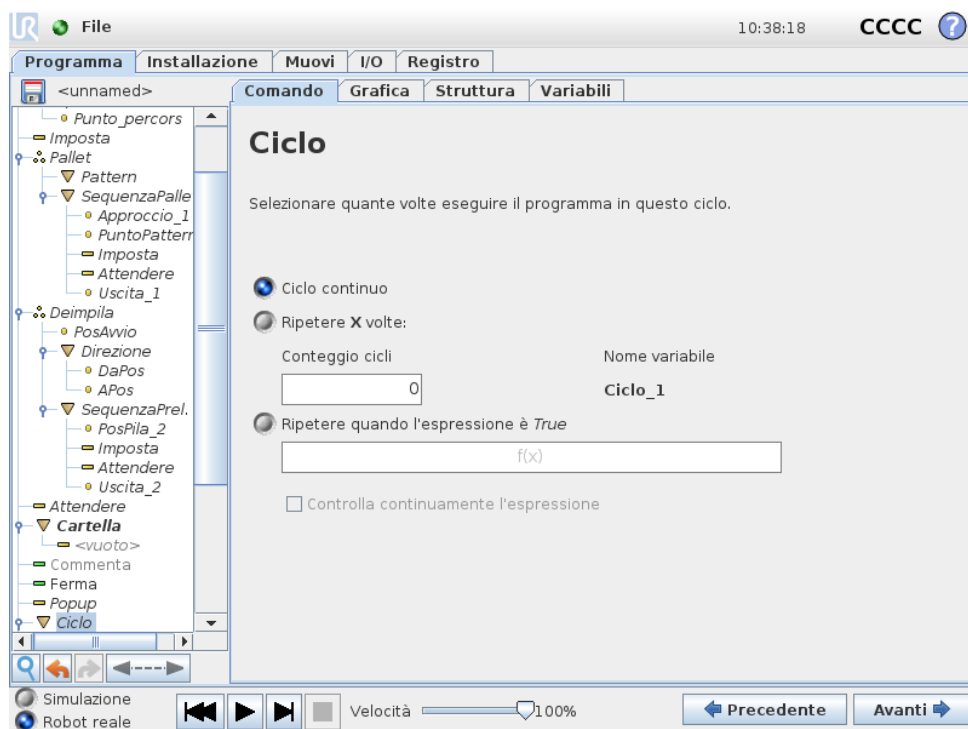 UR File 10:38:18 CCCC ?
Programma Installazione Muovi I/O Registro
<unnamed>
Comando Grafica Struttura Variabili
Punto_percors
Imposta
Pallet
Pattern
SequenzaPalle
Approccio_1
PuntoPattern
Imposta
Attendere
Uscita_1
Deimpila
PosAvvio
Direzione
DaPos
APos
SequenzaPrel.
PosPila_2
Imposta
Attendere
Uscita_2
Attendere
Cartella
<vuoto>
Commenta
Ferma
Popup
Ciclo
Ciclo
Selezionare quante volte eseguire il programma in questo ciclo.
Ciclo continuo
Ripetere X volte:
Conteggio cicli Nome variabile
0 Ciclo_1
Ripetere quando l'espressione è True
f(x)
Controlla continuamente l'espressione
Simulazione
Robot reale
Velocità 100%
Precedente Avanti